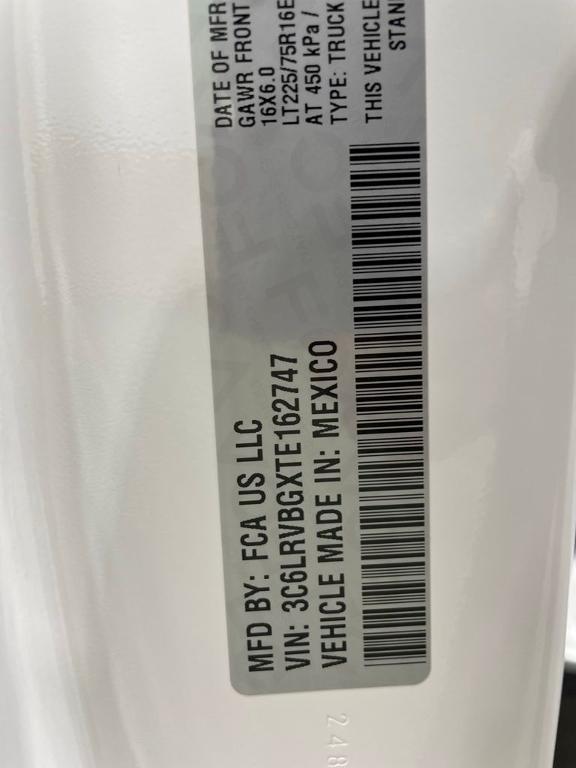 MFD BY: FCA US LLC
VIN: 3C6LRVBGXTE162747
VEHICLE MADE IN: MEXICO
DATE OF MFR
GAWR FRONT
16X6.0
LT225/75R16E
AT 450 kPa /
TYPE: TRUCK
THIS VEHICLE
STAN
248